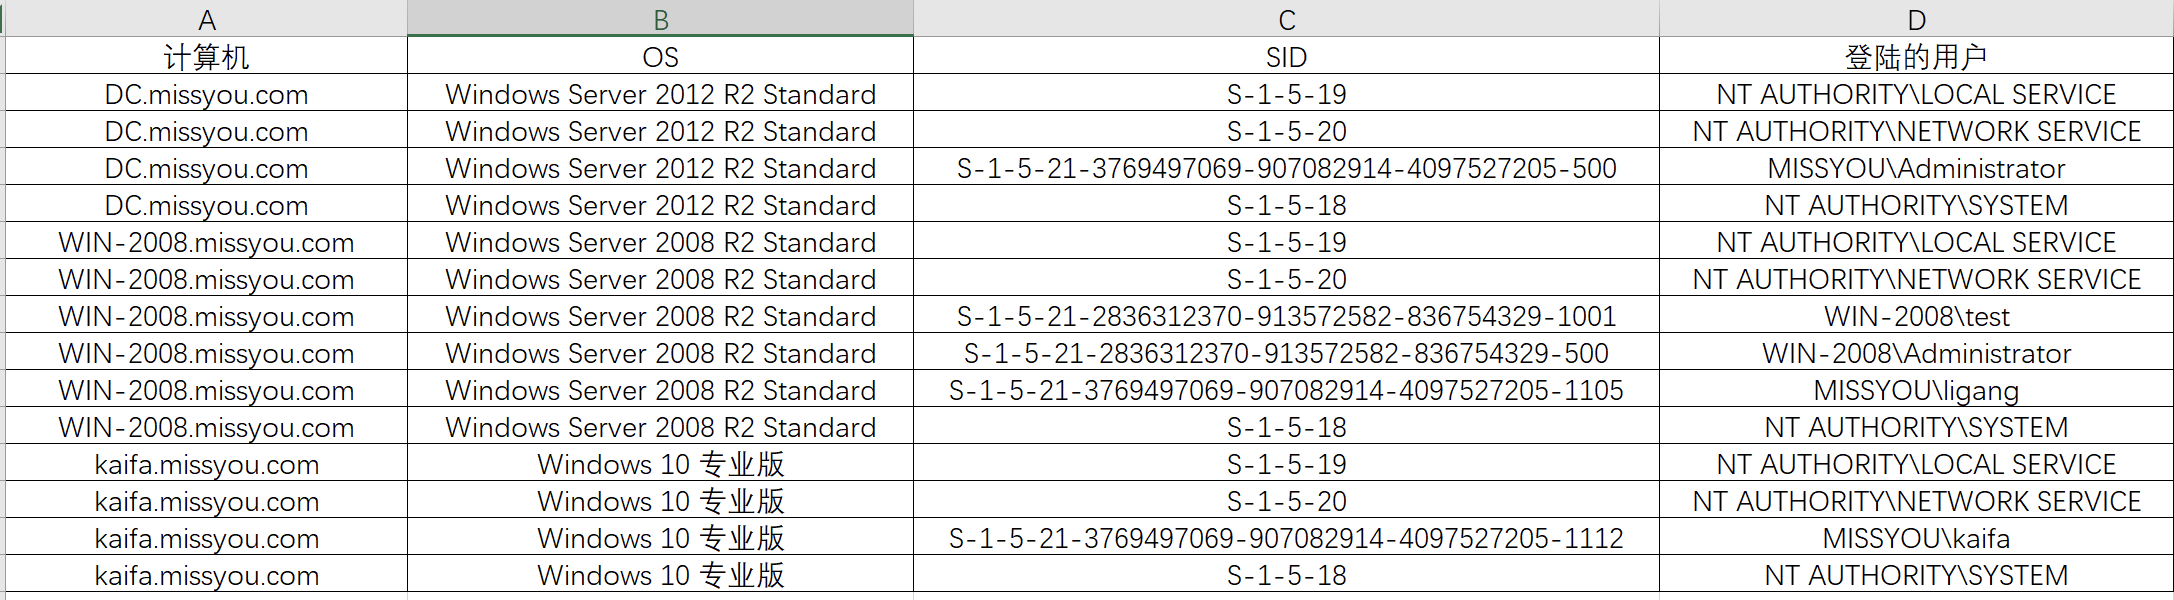 A B C D
计算机 OS SID 登陆的用户
DC.missyou.com Windows Server 2012 R2 Standard S-1-5-19 NT AUTHORITY\LOCAL SERVICE
DC.missyou.com Windows Server 2012 R2 Standard S-1-5-20 NT AUTHORITY\NETWORK SERVICE
DC.missyou.com Windows Server 2012 R2 Standard S-1-5-21-3769497069-907082914-4097527205-500 MISSYOU\Administrator
DC.missyou.com Windows Server 2012 R2 Standard S-1-5-18 NT AUTHORITY\SYSTEM
WIN-2008.missyou.com Windows Server 2008 R2 Standard S-1-5-19 NT AUTHORITY\LOCAL SERVICE
WIN-2008.missyou.com Windows Server 2008 R2 Standard S-1-5-20 NT AUTHORITY\NETWORK SERVICE
WIN-2008.missyou.com Windows Server 2008 R2 Standard S-1-5-21-2836312370-913572582-836754329-1001 WIN-2008\test
WIN-2008.missyou.com Windows Server 2008 R2 Standard S-1-5-21-2836312370-913572582-836754329-500 WIN-2008\Administrator
WIN-2008.missyou.com Windows Server 2008 R2 Standard S-1-5-21-3769497069-907082914-4097527205-1105 MISSYOU\ligang
WIN-2008.missyou.com Windows Server 2008 R2 Standard S-1-5-18 NT AUTHORITY\SYSTEM
kaifa.missyou.com Windows 10 专业版 S-1-5-19 NT AUTHORITY\LOCAL SERVICE
kaifa.missyou.com Windows 10 专业版 S-1-5-20 NT AUTHORITY\NETWORK SERVICE
kaifa.missyou.com Windows 10 专业版 S-1-5-21-3769497069-907082914-4097527205-1112 MISSYOU\kaifa
kaifa.missyou.com Windows 10 专业版 S-1-5-18 NT AUTHORITY\SYSTEM